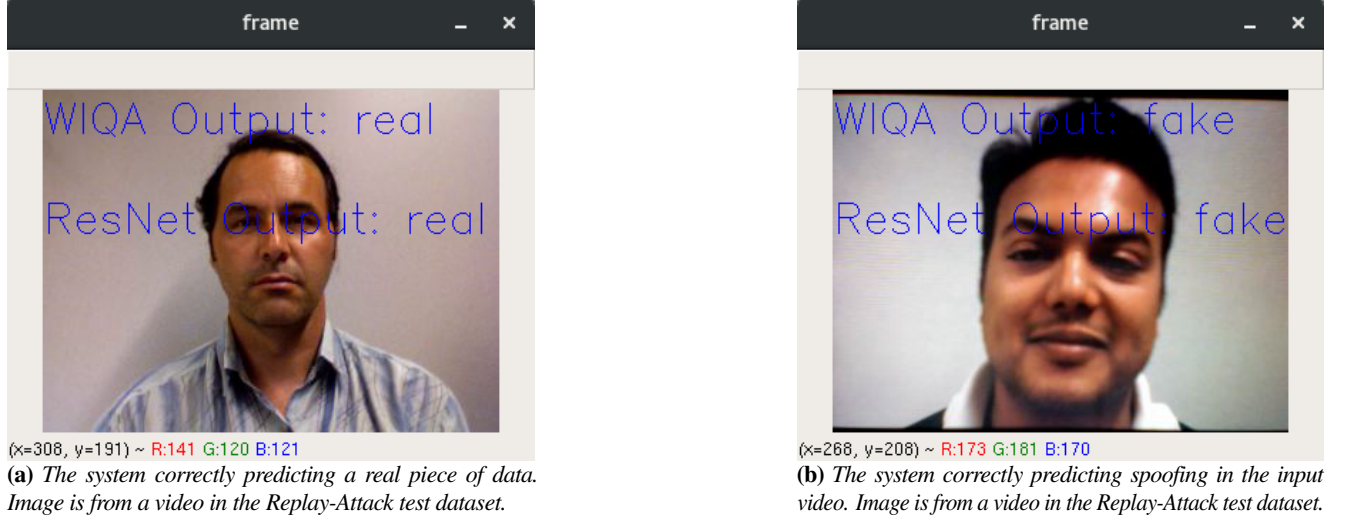 frame
WIQA Output: real
ResNet Output: real
(x=308, y=191) ~ R:141 G:120 B:121
(a) The system correctly predicting a real piece of data.
Image is from a video in the Replay-Attack test dataset.
frame
WIQA Output: fake
ResNet Output: fake
(x=268, y=208) ~ R:173 G:181 B:170
(b) The system correctly predicting spoofing in the input
video. Image is from a video in the Replay-Attack test dataset.